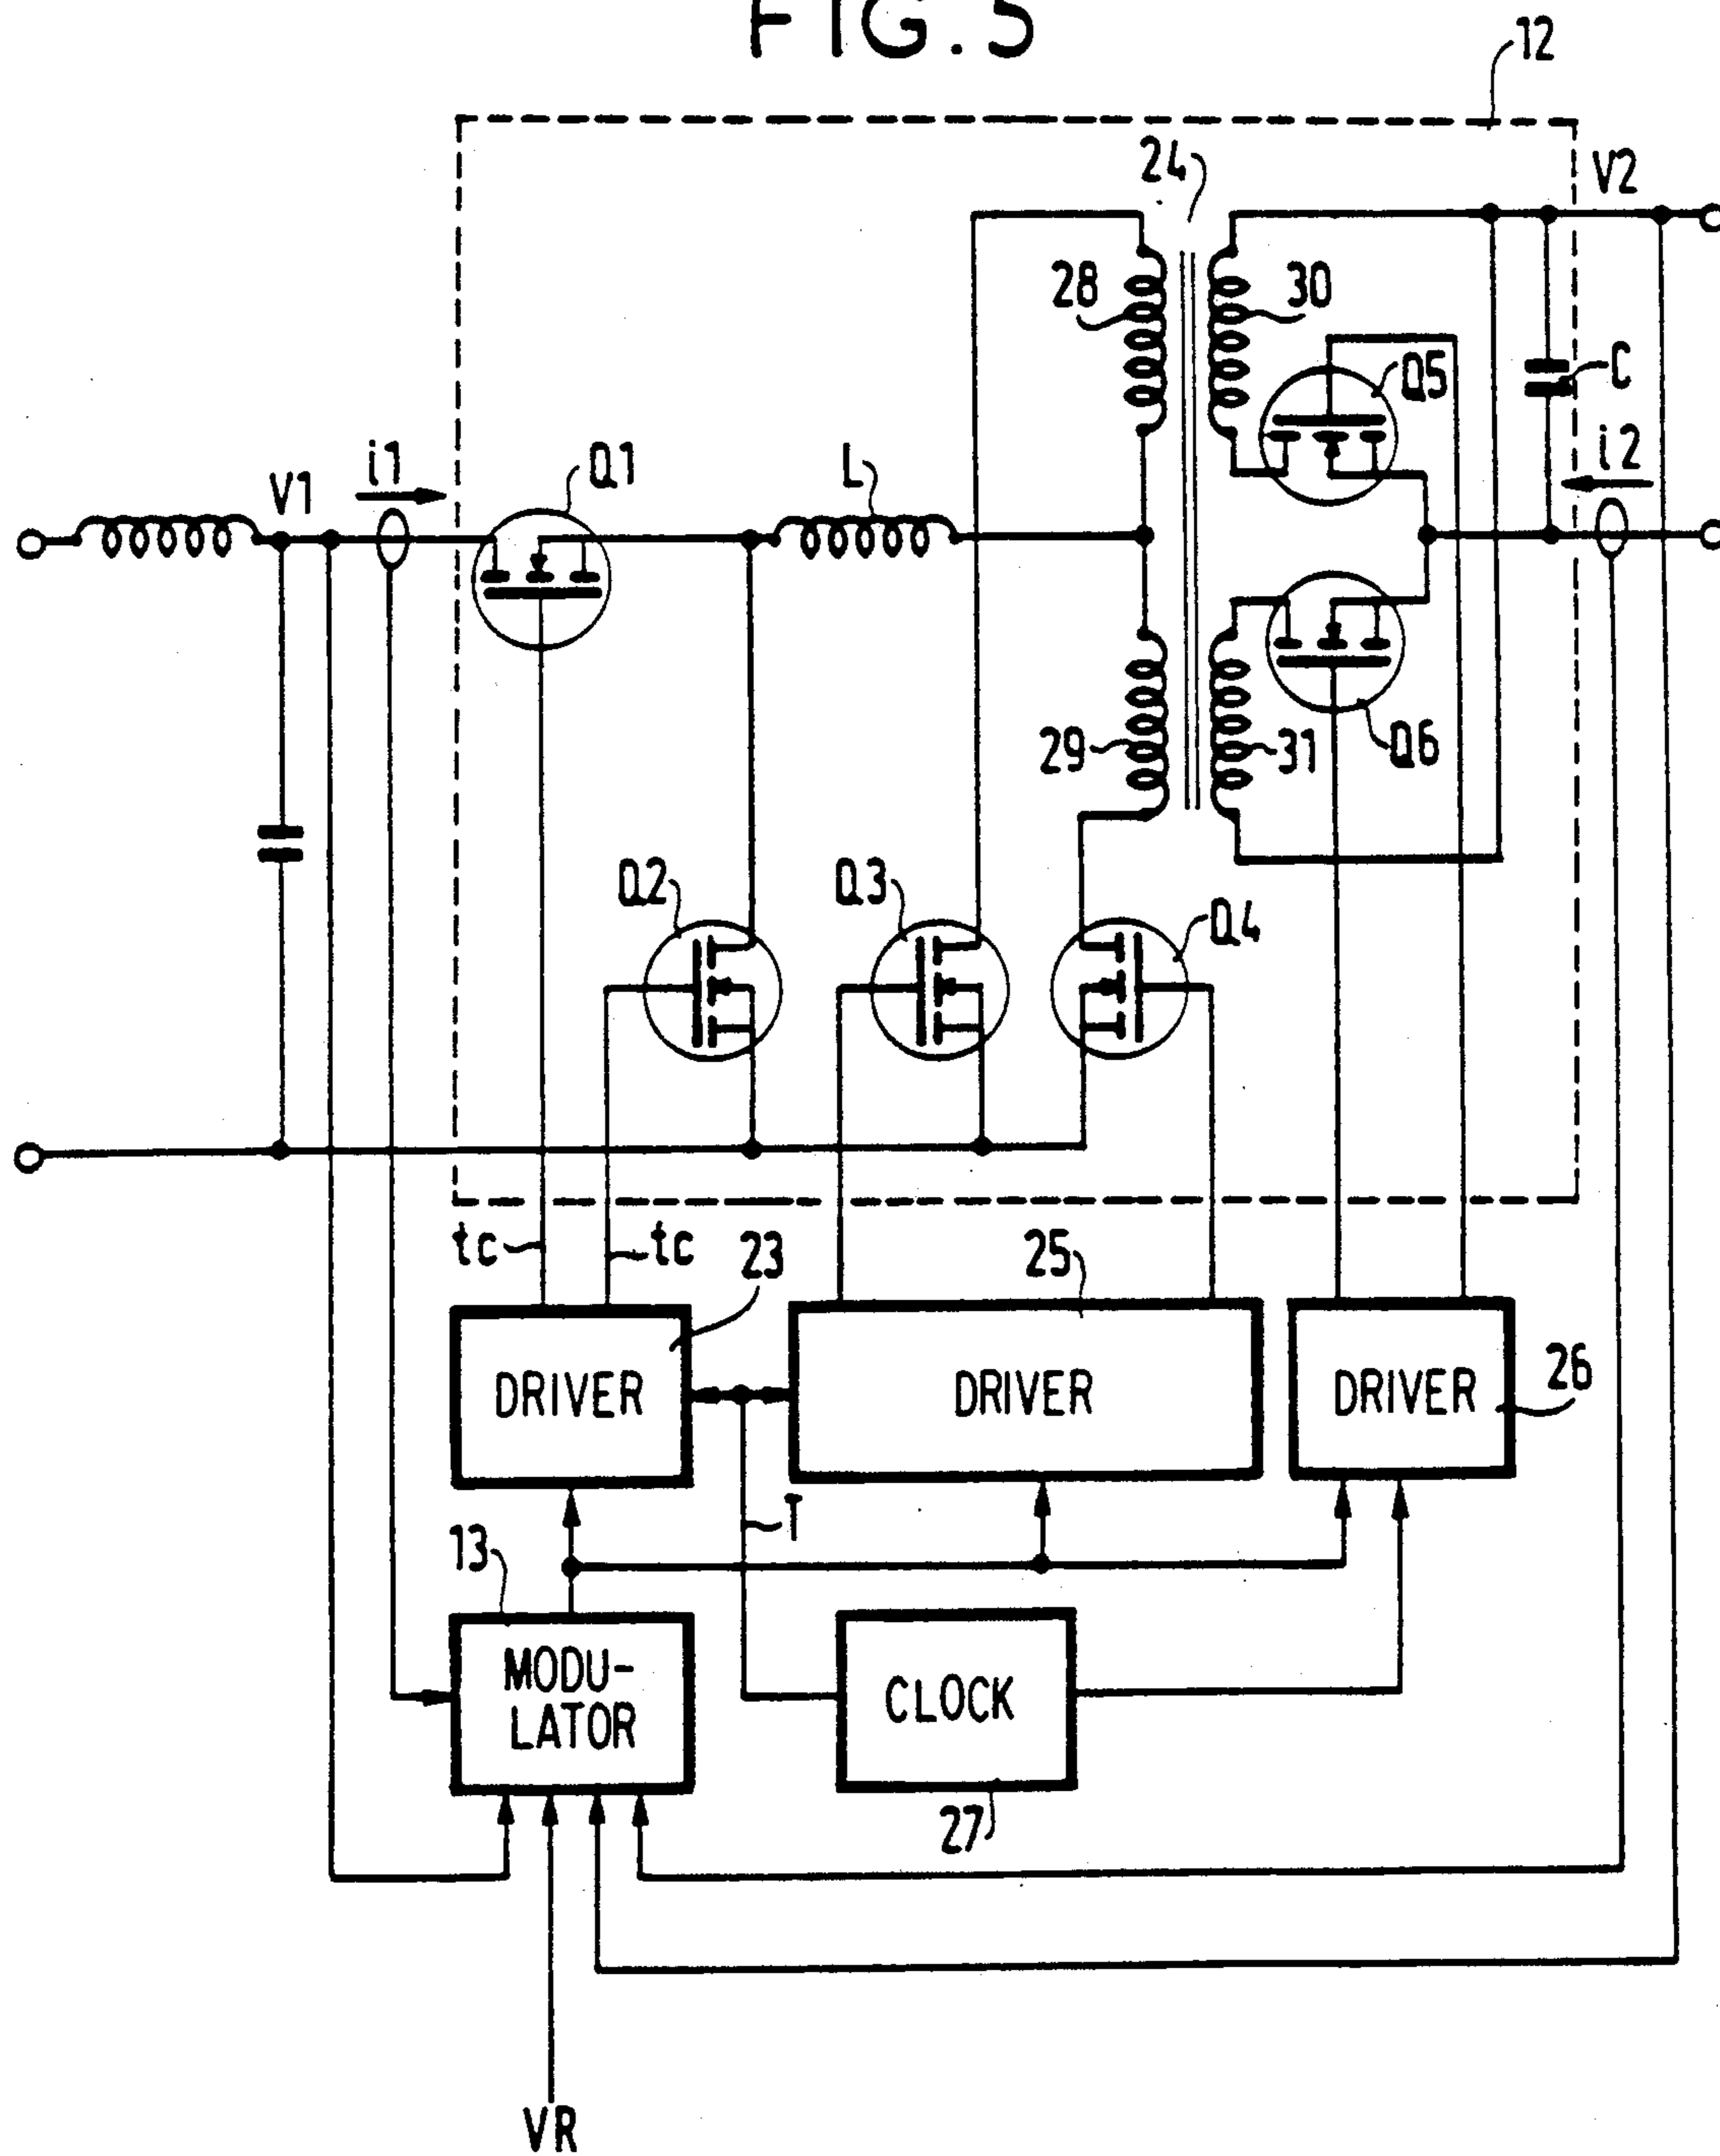 FIG. 5
12
24
V2
28
30
Q5
C
i1
Q1
L
i2
V1
29
31
Q6
Q2
Q3
Q4
tc
tc
23
25
DRIVER
DRIVER
DRIVER
26
T
13
MODU-
LATOR
CLOCK
27
VR